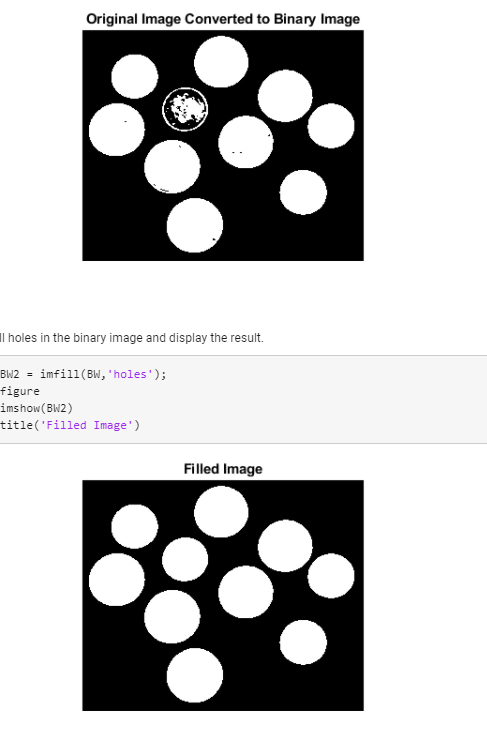 Original Image Converted to Binary Image
ll holes in the binary image and display the result.
BW2 = imfill(BW,'holes');
figure
imshow(BW2)
title('Filled Image')
Filled Image